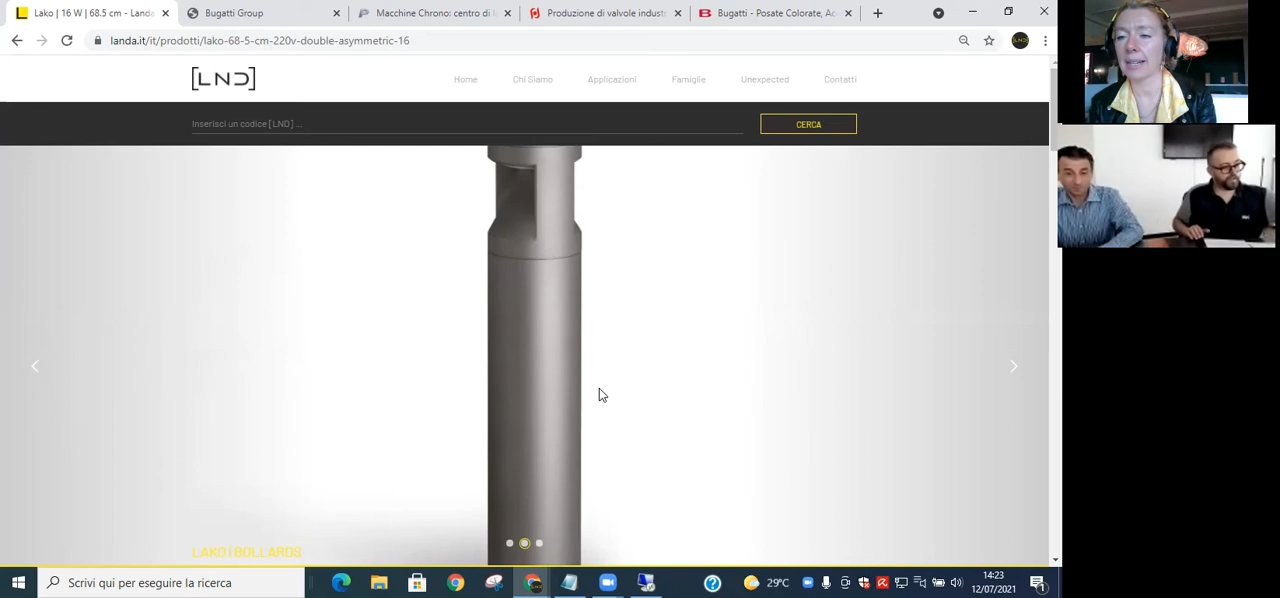 Lako | 16 W | 68.5 cm - Landa
Bugatti Group
Macchine Chronox: centro di l
Produzione di valvole indust
Bugatti - Posate Colorate, Ac
landa.it/it/prodotti/lako-68-5-cm-220v-double-asymmetric-16
[LND]
Home
Chi Siamo
Applicazioni
Famiglie
Unexpected
Contatti
Inserisci un codice [LND] ...
CERCA
LAKO | BOLLARDS
Scrivi qui per eseguire la ricerca
29°C
14:23
12/07/2021
1